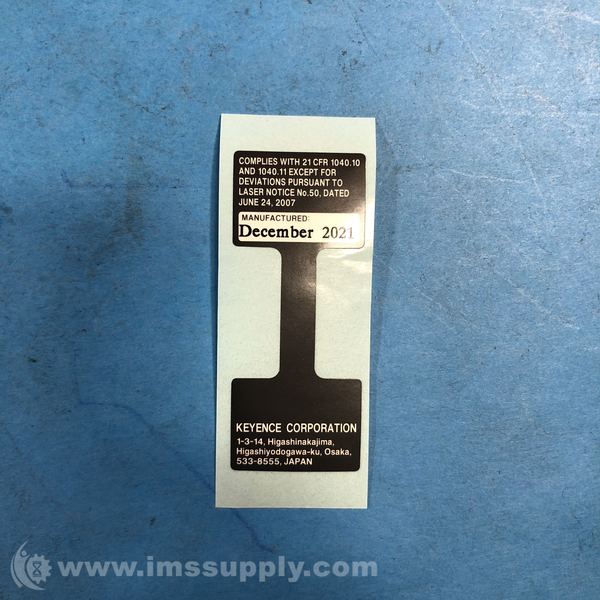 COMPLIES WITH 21 CFR 1040.10
AND 1040.11 EXCEPT FOR
DEVIATIONS PURSUANT TO
LASER NOTICE No.50, DATED
JUNE 24, 2007
MANUFACTURED:
December 2021
KEYENCE CORPORATION
1-3-14, Higashinakajima,
Higashiyodogawa-ku, Osaka,
533-8555, JAPAN
www.imssupply.com